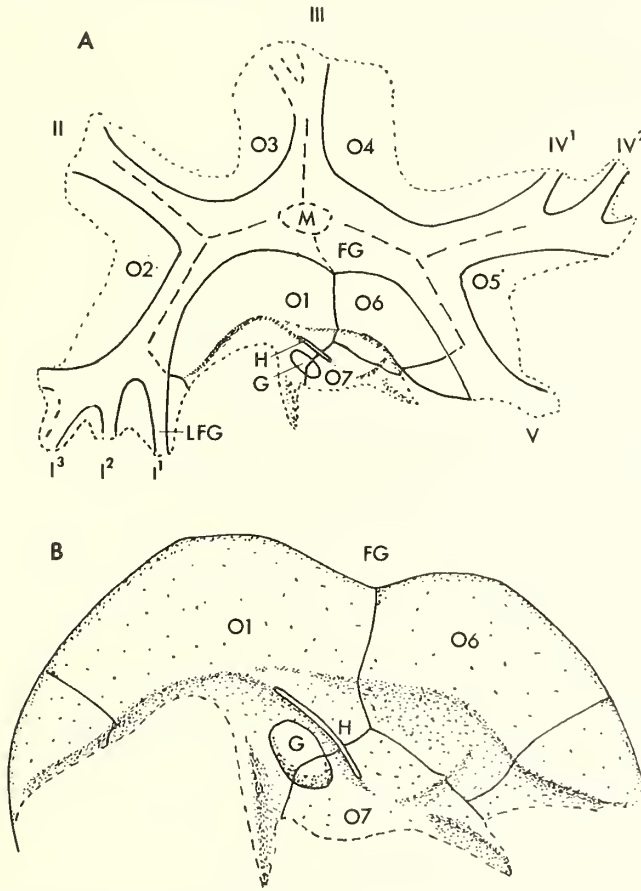 III
A
II
O3 O4 IV¹ IV²
M
FG
O2 O5
O1 O6
H
G O7
LFG
V
I³ I² I¹
B FG
O1 O6
H
G
O7